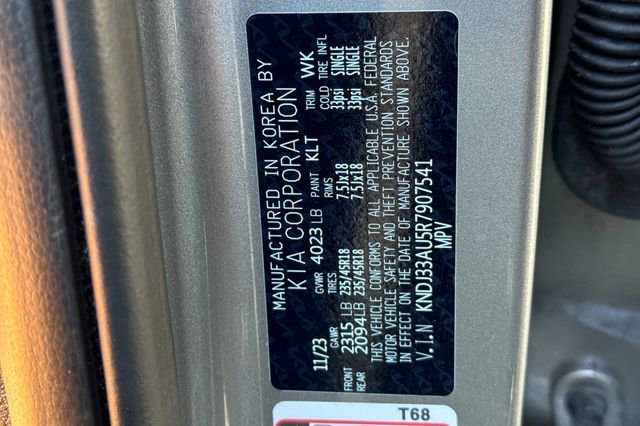 MANUFACTURED IN KOREA BY
KIA CORPORATION
11/23 GVWR 4023 LB PAINT KLT TRIM WK
GAWR TIRES RIMS COLD TIRE INFL
FRONT 2315 LB 235/45R18 7.5Jx18 33psi SINGLE
REAR 2094 LB 235/45R18 7.5Jx18 33psi SINGLE
THIS VEHICLE CONFORMS TO ALL APPLICABLE U.S.A. FEDERAL
MOTOR VEHICLE SAFETY AND THEFT PREVENTION STANDARDS
IN EFFECT ON THE DATE OF MANUFACTURE SHOWN ABOVE.
V.I.N KNDJ33AU5R7907541
MPV
T68